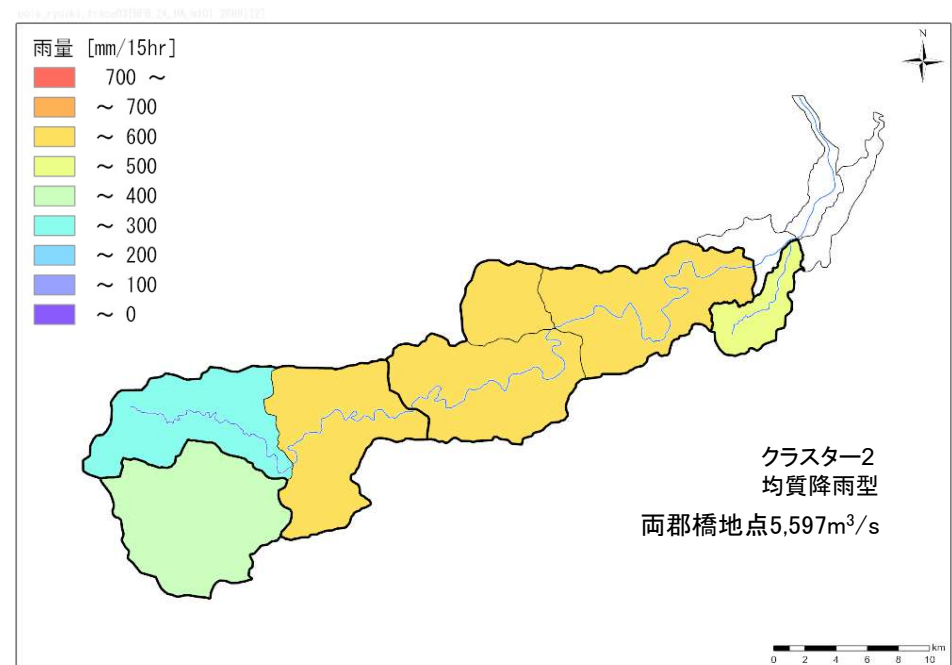 雨量 [mm/15hr]
700 ～
～ 700
～ 600
～ 500
～ 400
～ 300
～ 200
～ 100
～ 0
N
クラスター2
均質降雨型
両郡橋地点5,597m³/s
km
0 2 4 6 8 10